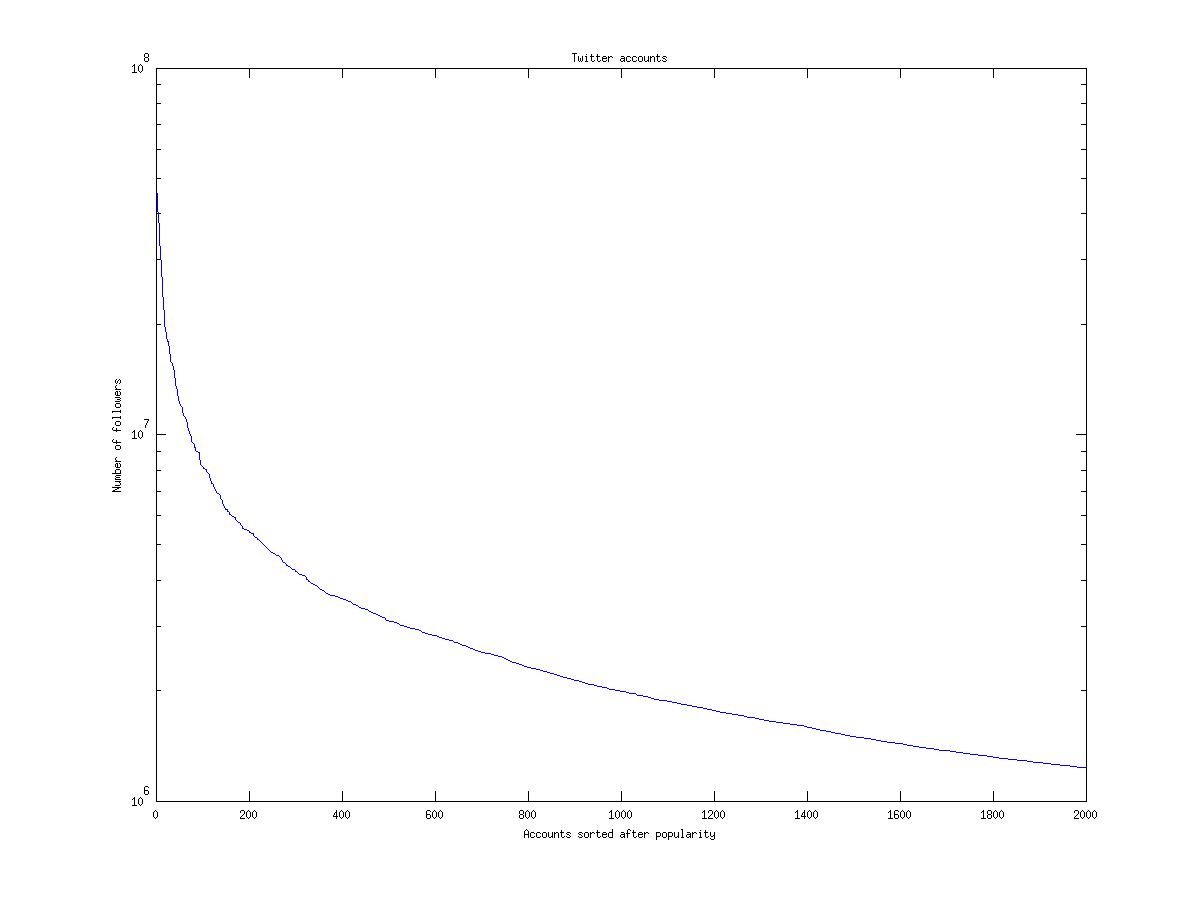 Twitter accounts
10^8
10^7
10^6
Number of followers
0 200 400 600 800 1000 1200 1400 1600 1800 2000
Accounts sorted after popularity